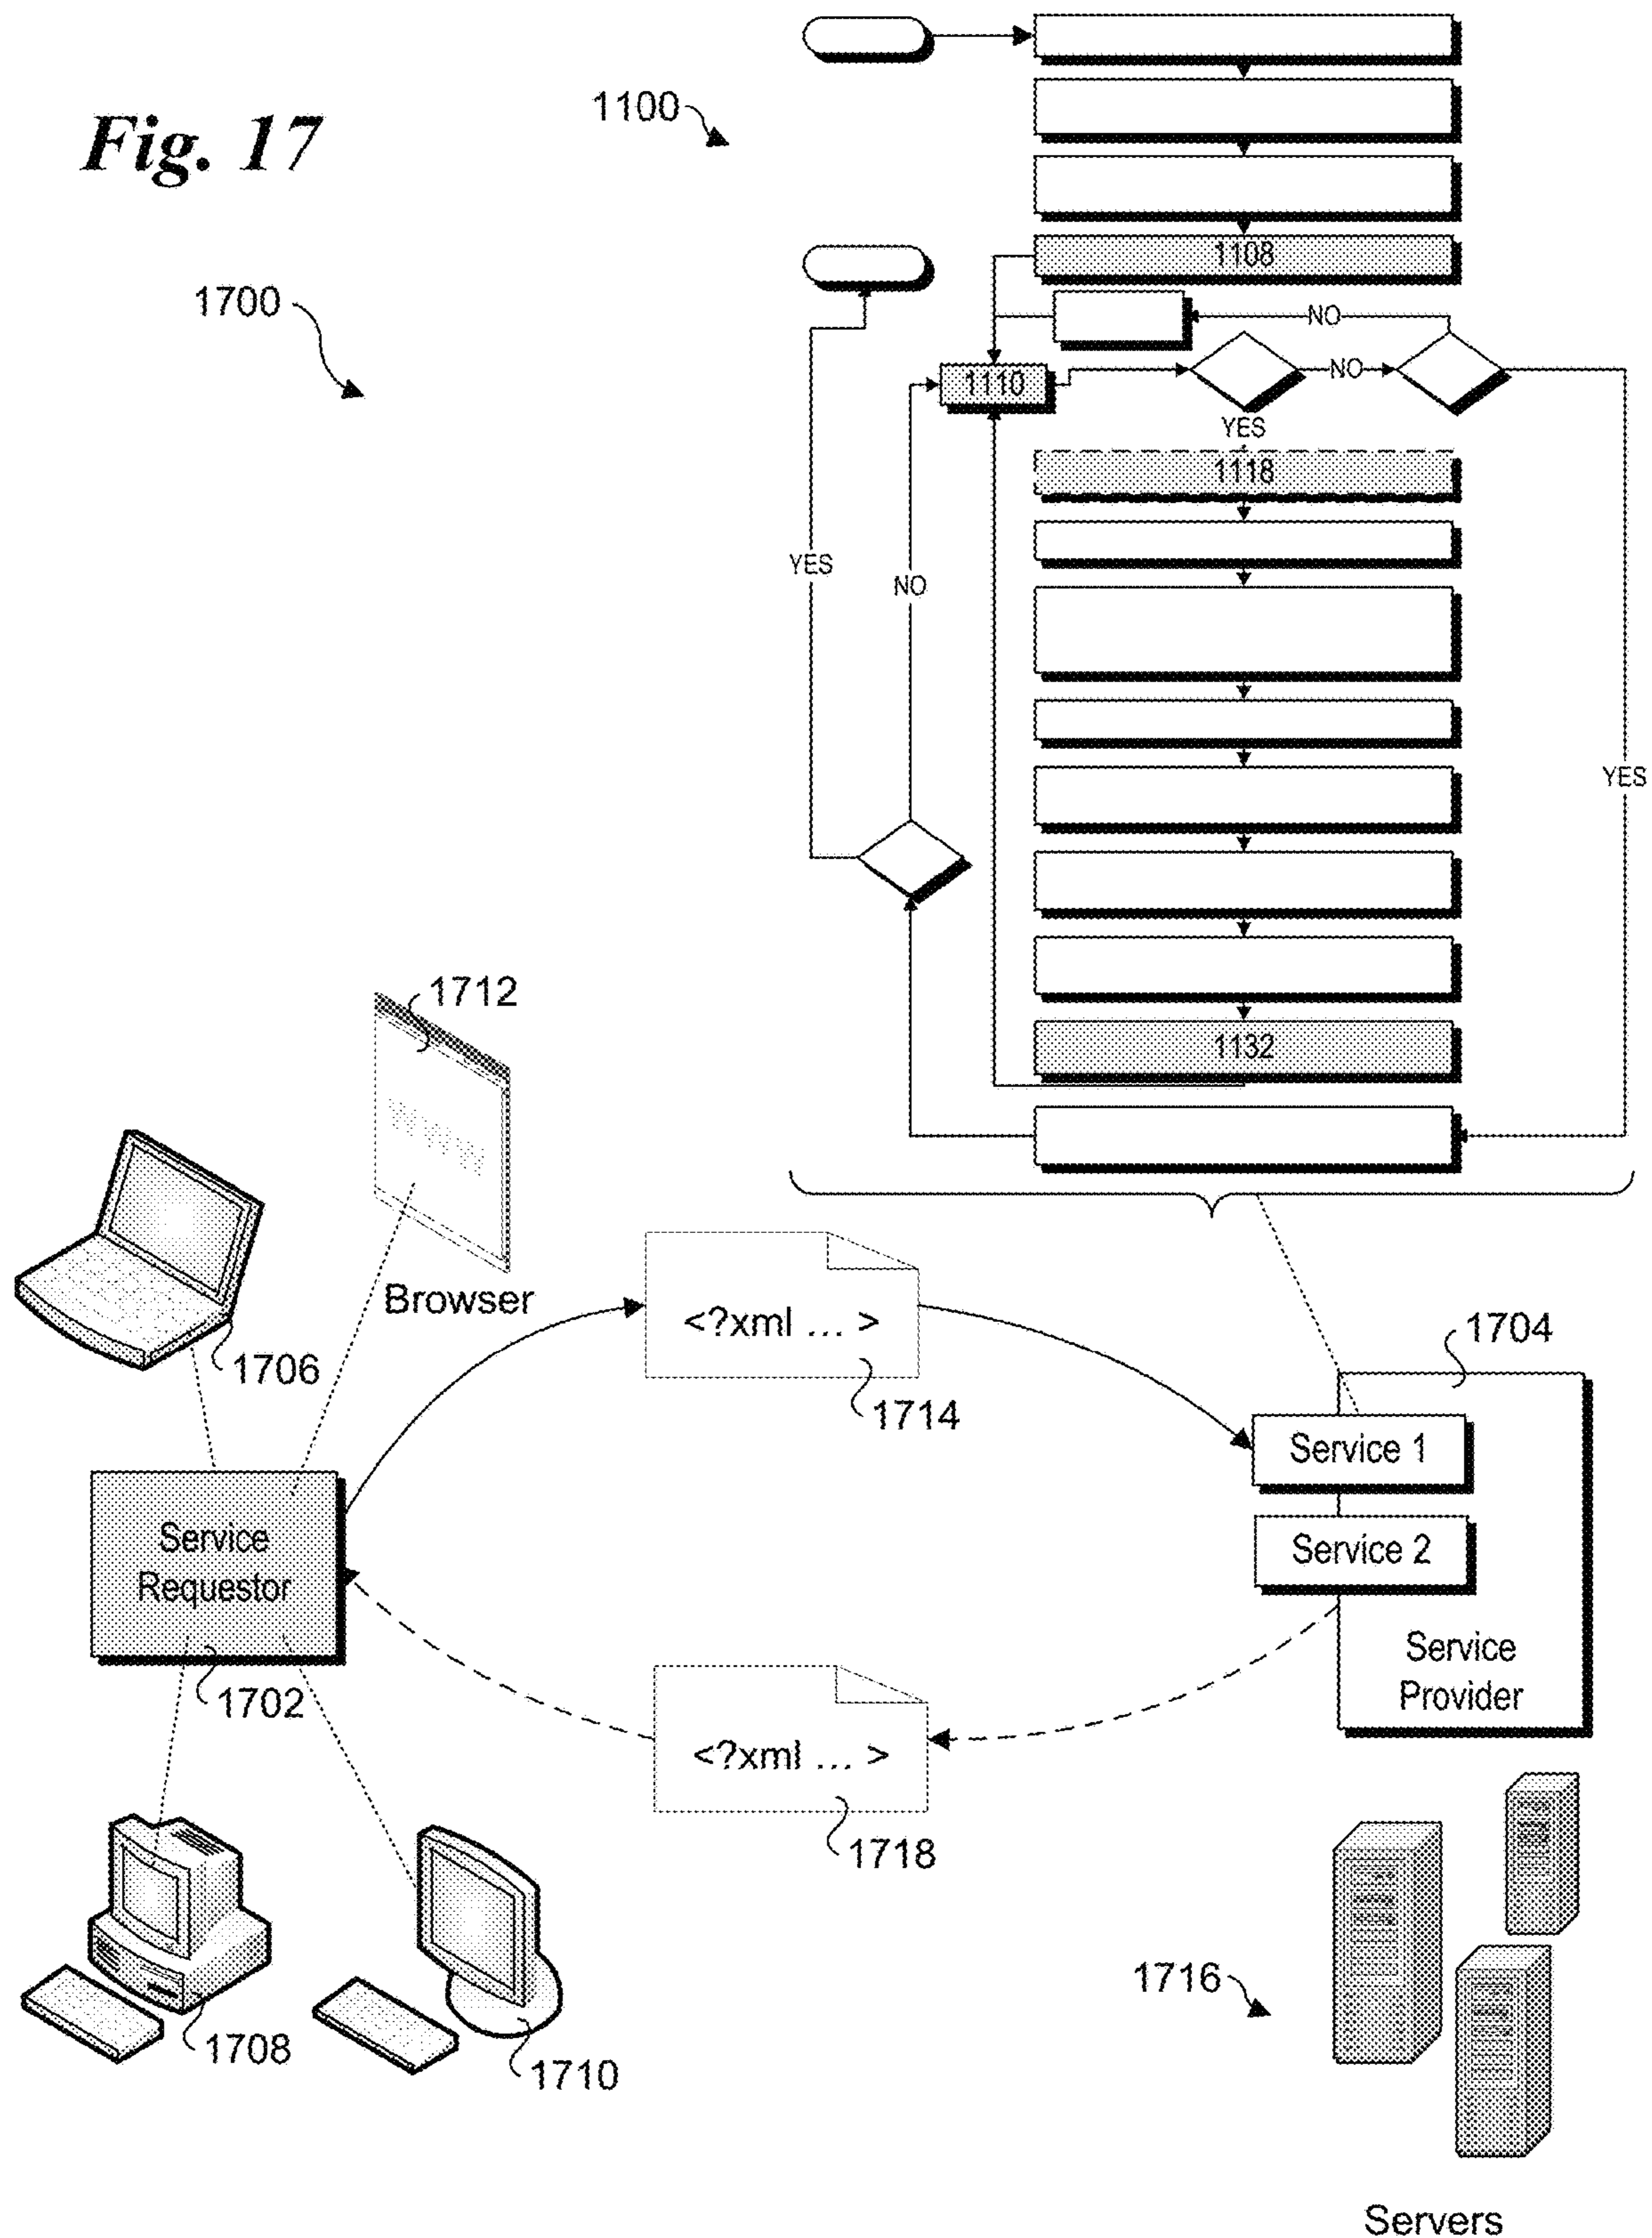 Fig. 17
1100
1700
1108
NO
1110
NO
YES
1118
YES
NO
YES
1132
1712
WWW
Browser
1706
<?xml ... >
1714
1704
Service 1
Service 2
Service
Provider
Service
Requestor
1702
<?xml ... >
1718
1708
1710
1716
Servers